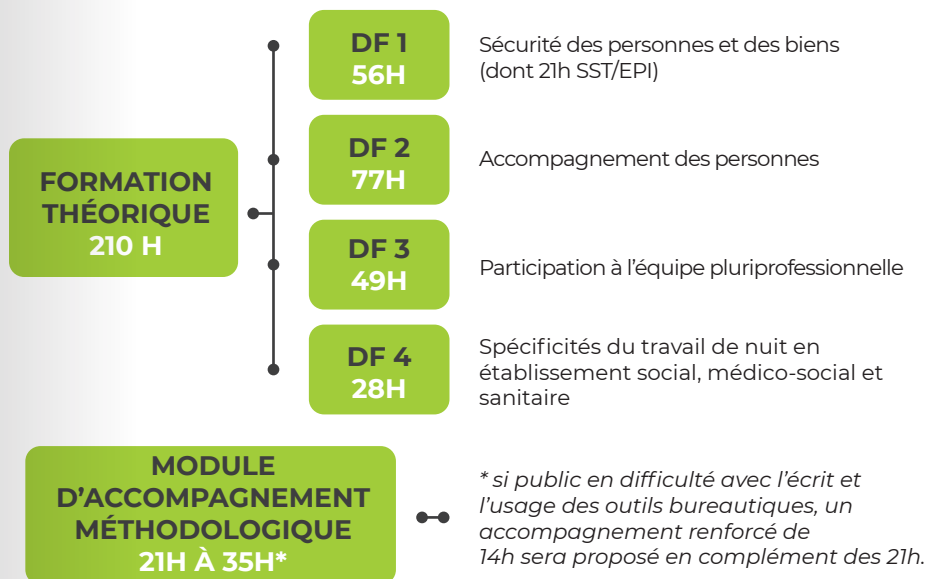 DF 1
56H
Sécurité des personnes et des biens
(dont 21h SST/EPI)
FORMATION
THÉORIQUE
210 H
DF 2
77H
Accompagnement des personnes
DF 3
49H
Participation à l'équipe pluriprofessionnelle
DF 4
28H
Spécificités du travail de nuit en
établissement social, médico-social et
sanitaire
MODULE
D'ACCOMPAGNEMENT
MÉTHODOLOGIQUE
21H À 35H*
* si public en difficulté avec l'écrit et
l'usage des outils bureautiques, un
accompagnement renforcé de
14h sera proposé en complément des 21h.